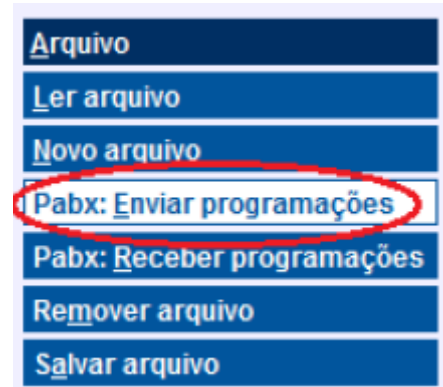 Arquivo
Ler arquivo
Novo arquivo
Pabx: Enviar programações
Pabx: Receber programações
Remover arquivo
Salvar arquivo